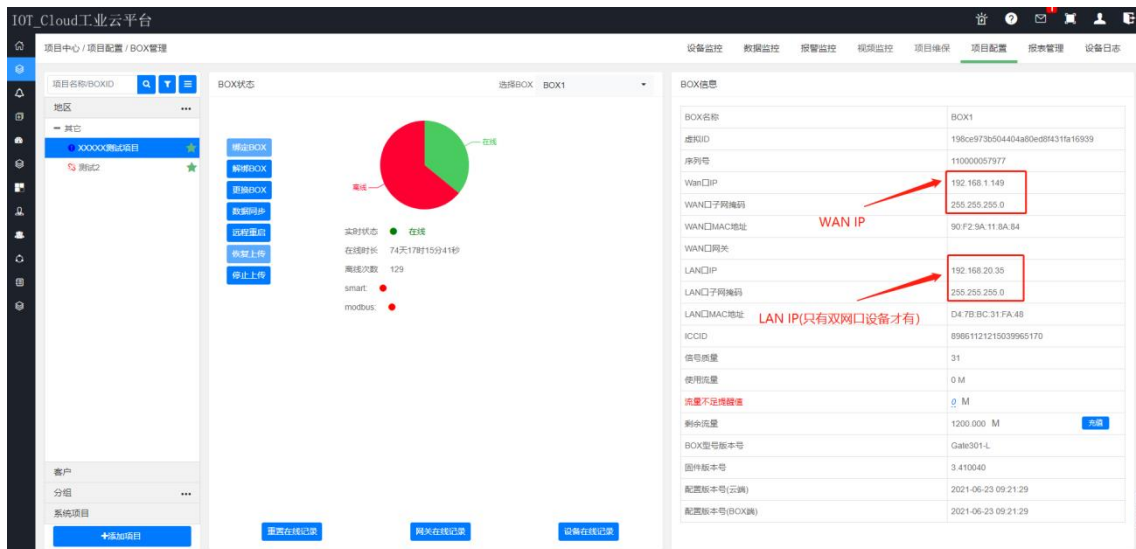 IOT_Cloud工业云平台
1
项目中心 / 项目配置 / BOX管理
设备监控 数据监控 报警监控 视频监控 项目维保 项目配置 报表管理 设备日志
项目名称/BOXID
地区
其它
XXXXX测试项目
测试2
客户
分组
系统项目
+添加项目
BOX状态
选择BOX BOX1
绑定BOX
解绑BOX
更换BOX
数据同步
远程重启
恢复上传
停止上传
在线
离线
实时状态 在线
在线时长 74天17时15分41秒
离线次数 129
smart:
modbus:
重置在线记录 网关在线记录 设备在线记录
BOX信息
BOX名称 BOX1
虚拟ID 198ce973b504404a80ed8f431fa16939
序列号 110000057977
Wan口IP 192.168.1.149
WAN口子网掩码 255.255.255.0
WAN口MAC地址 90:F2:9A:11:8A:84
WAN口网关
LAN口IP 192.168.20.35
LAN口子网掩码 255.255.255.0
LAN口MAC地址 D4:7B:BC:31:FA:48
ICCID 89861121215039965170
信号质量 31
使用流量 0 M
流量不足提醒值 0 M
剩余流量 1200.000 M 充值
BOX型号版本号 Gate301-L
固件版本号 3.410040
配置版本号(云端) 2021-06-23 09:21:29
配置版本号(BOX端) 2021-06-23 09:21:29
WAN IP
LAN IP(只有双网口设备才有)